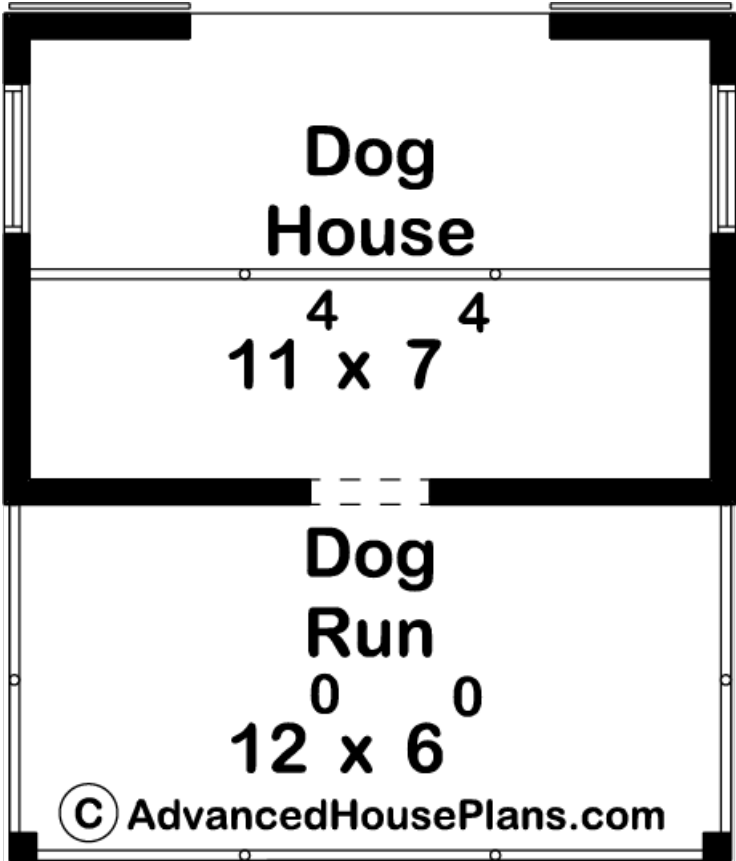 Dog
House
11⁴ x 7⁴
Dog
Run
12⁰ x 6⁰
© AdvancedHousePlans.com